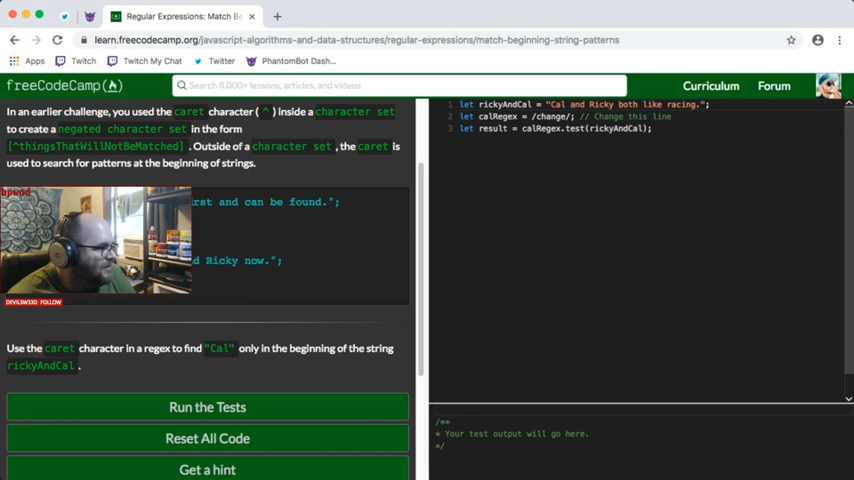 Regular Expressions: Match Be
learn.freecodecamp.org/javascript-algorithms-and-data-structures/regular-expressions/match-beginning-string-patterns
Apps Twitch Twitch My Chat Twitter PhantomBot Dash...
freeCodeCamp(🔥)
Search 8,000+ lessons, articles, and videos
Curriculum Forum
In an earlier challenge, you used the caret character ( ^ ) inside a character set
to create a negated character set in the form
[^thingsThatWillNotBeMatched] . Outside of a character set , the caret is
used to search for patterns at the beginning of strings.
rst and can be found.";
d Ricky now.";
DEVILSW33D FOLLOW
Use the caret character in a regex to find "Cal" only in the beginning of the string
rickyAndCal .
Run the Tests
Reset All Code
Get a hint
1 let rickyAndCal = "Cal and Ricky both like racing.";
2 let calRegex = /change/; // Change this line
3 let result = calRegex.test(rickyAndCal);
/**
* Your test output will go here.
*/